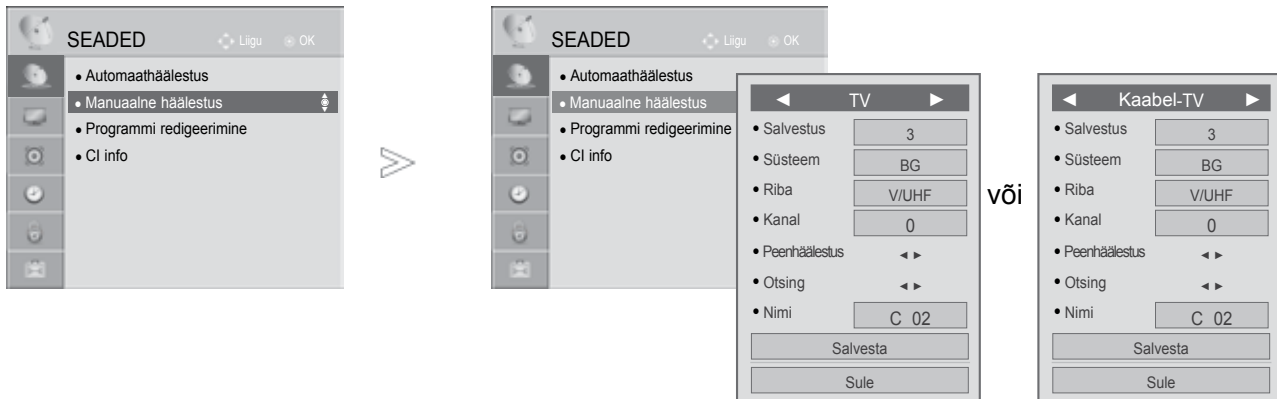 SEADED Liigu OK
• Automaathäälestus
• Manuaalne häälestus
• Programmi redigeerimine
• CI info
SEADED Liigu OK
• Automaathäälestus
• Manuaalne häälestus
• Programmi redigeerimine
• CI info
◄ TV ►
• Salvestus 3
• Süsteem BG
• Riba V/UHF
• Kanal 0
• Peenhäälestus ◄ ►
• Otsing ◄ ►
• Nimi C 02
Salvesta
Sule
või
◄ Kaabel-TV ►
• Salvestus 3
• Süsteem BG
• Riba V/UHF
• Kanal 0
• Peenhäälestus ◄ ►
• Otsing ◄ ►
• Nimi C 02
Salvesta
Sule